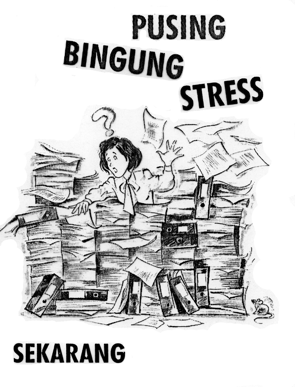 PUSING
BINGUNG
STRESS
?
SEKARANG